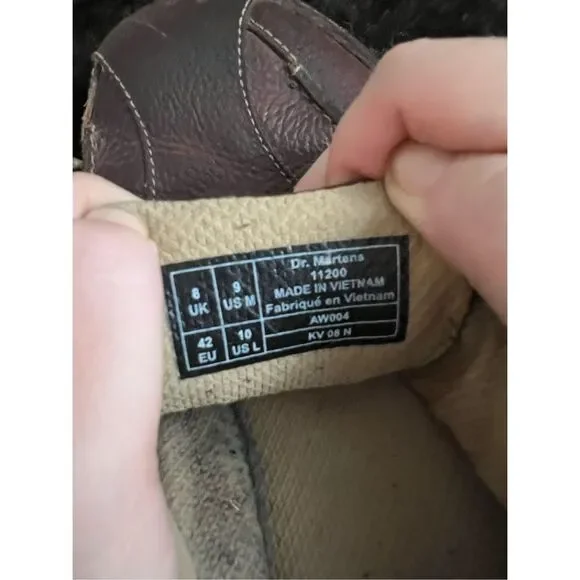 8 UK
9 US M
42 EU
10 US L
Dr. Martens
11200
MADE IN VIETNAM
Fabriqué en Vietnam
AW004
KV 08 N